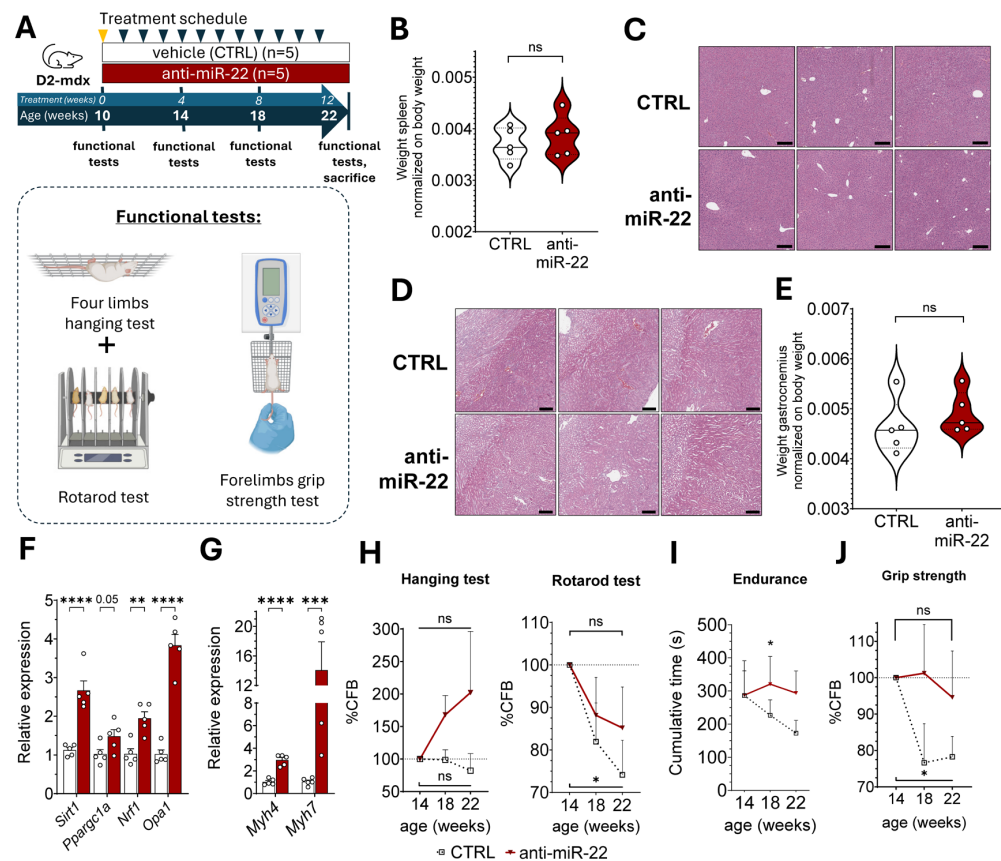 A
Treatment schedule
vehicle (CTRL) (n=5)
anti-miR-22 (n=5)
D2-mdx
Treatment (weeks) 0 4 8 12
Age (weeks) 10 14 18 22
functional tests
functional tests
functional tests
functional tests, sacrifice
Functional tests:
Four limbs
hanging test
+
Rotarod test
Forelimbs grip
strength test
B
ns
Weight spleen
normalized on body weight
0.005
0.004
0.003
0.002
CTRL
anti-
miR-22
C
CTRL
anti-
miR-22
D
CTRL
anti-
miR-22
E
ns
Weight gastrocnemius
normalized on body weight
0.007
0.006
0.005
0.004
0.003
CTRL
anti-
miR-22
F
**** 0.05 ** ****
Relative expression
5
4
3
2
1
0
Sirt1 Ppargc1a Nrf1 Opa1
G
**** ***
Relative expression
20
16
12
8
6
4
2
0
Myh4 Myh7
H
Hanging test
ns
%CFB
300
250
200
150
100
50
ns
14 18 22
age (weeks)
Rotarod test
ns
%CFB
110
100
90
80
70
*
14 18 22
age (weeks)
I
Endurance
*
Cumulative time (s)
500
400
300
200
100
0
14 18 22
age (weeks)
J
Grip strength
ns
%CFB
110
100
90
80
70
*
14 18 22
age (weeks)
CTRL anti-miR-22